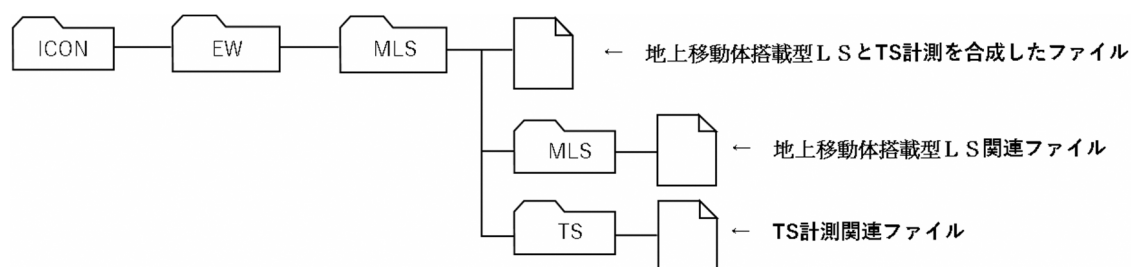 ICON EW MLS ← 地上移動体搭載型ＬＳとTS計測を合成したファイル
MLS ← 地上移動体搭載型ＬＳ関連ファイル
TS ← TS計測関連ファイル